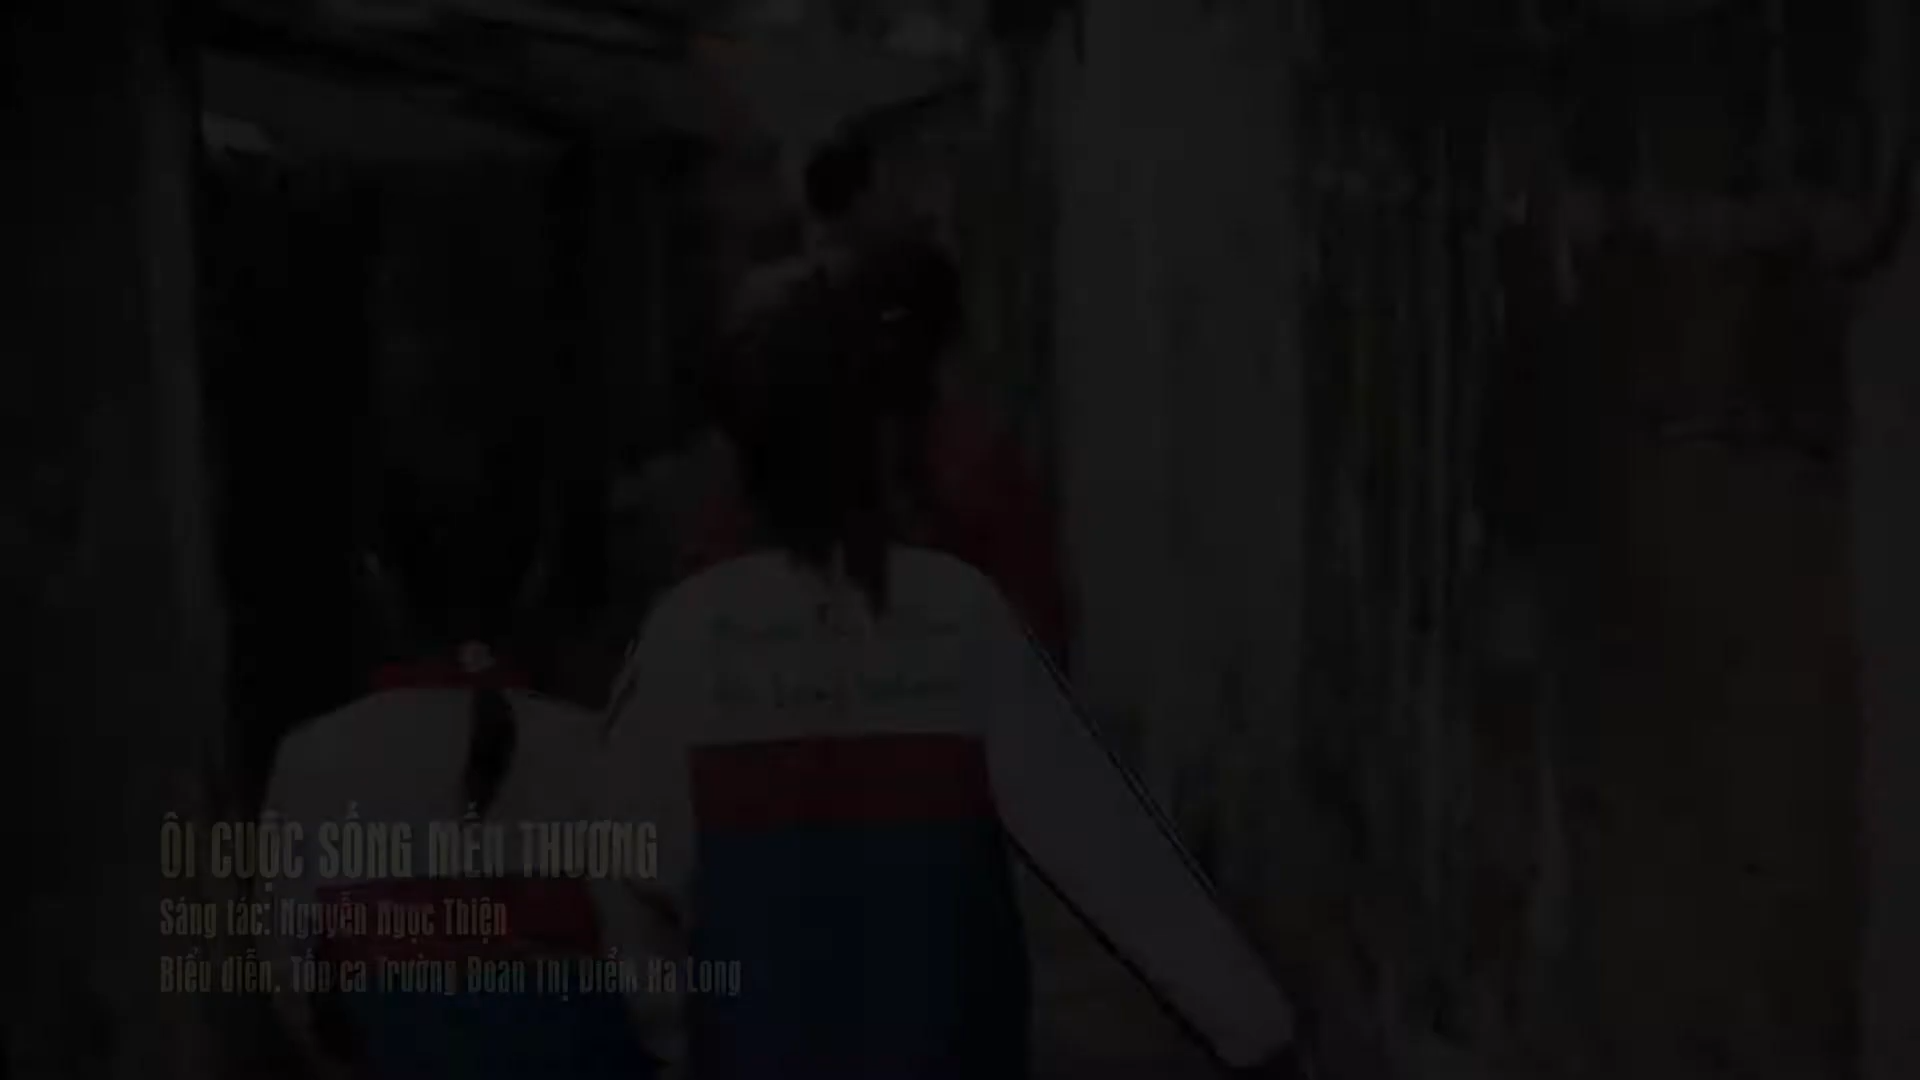 ÔI CUỘC SỐNG MẾN THƯƠNG
Sáng tác: Nguyễn Ngọc Thiện
Biểu diễn: Tốp ca Trường Đoàn Thị Điểm Hạ Long